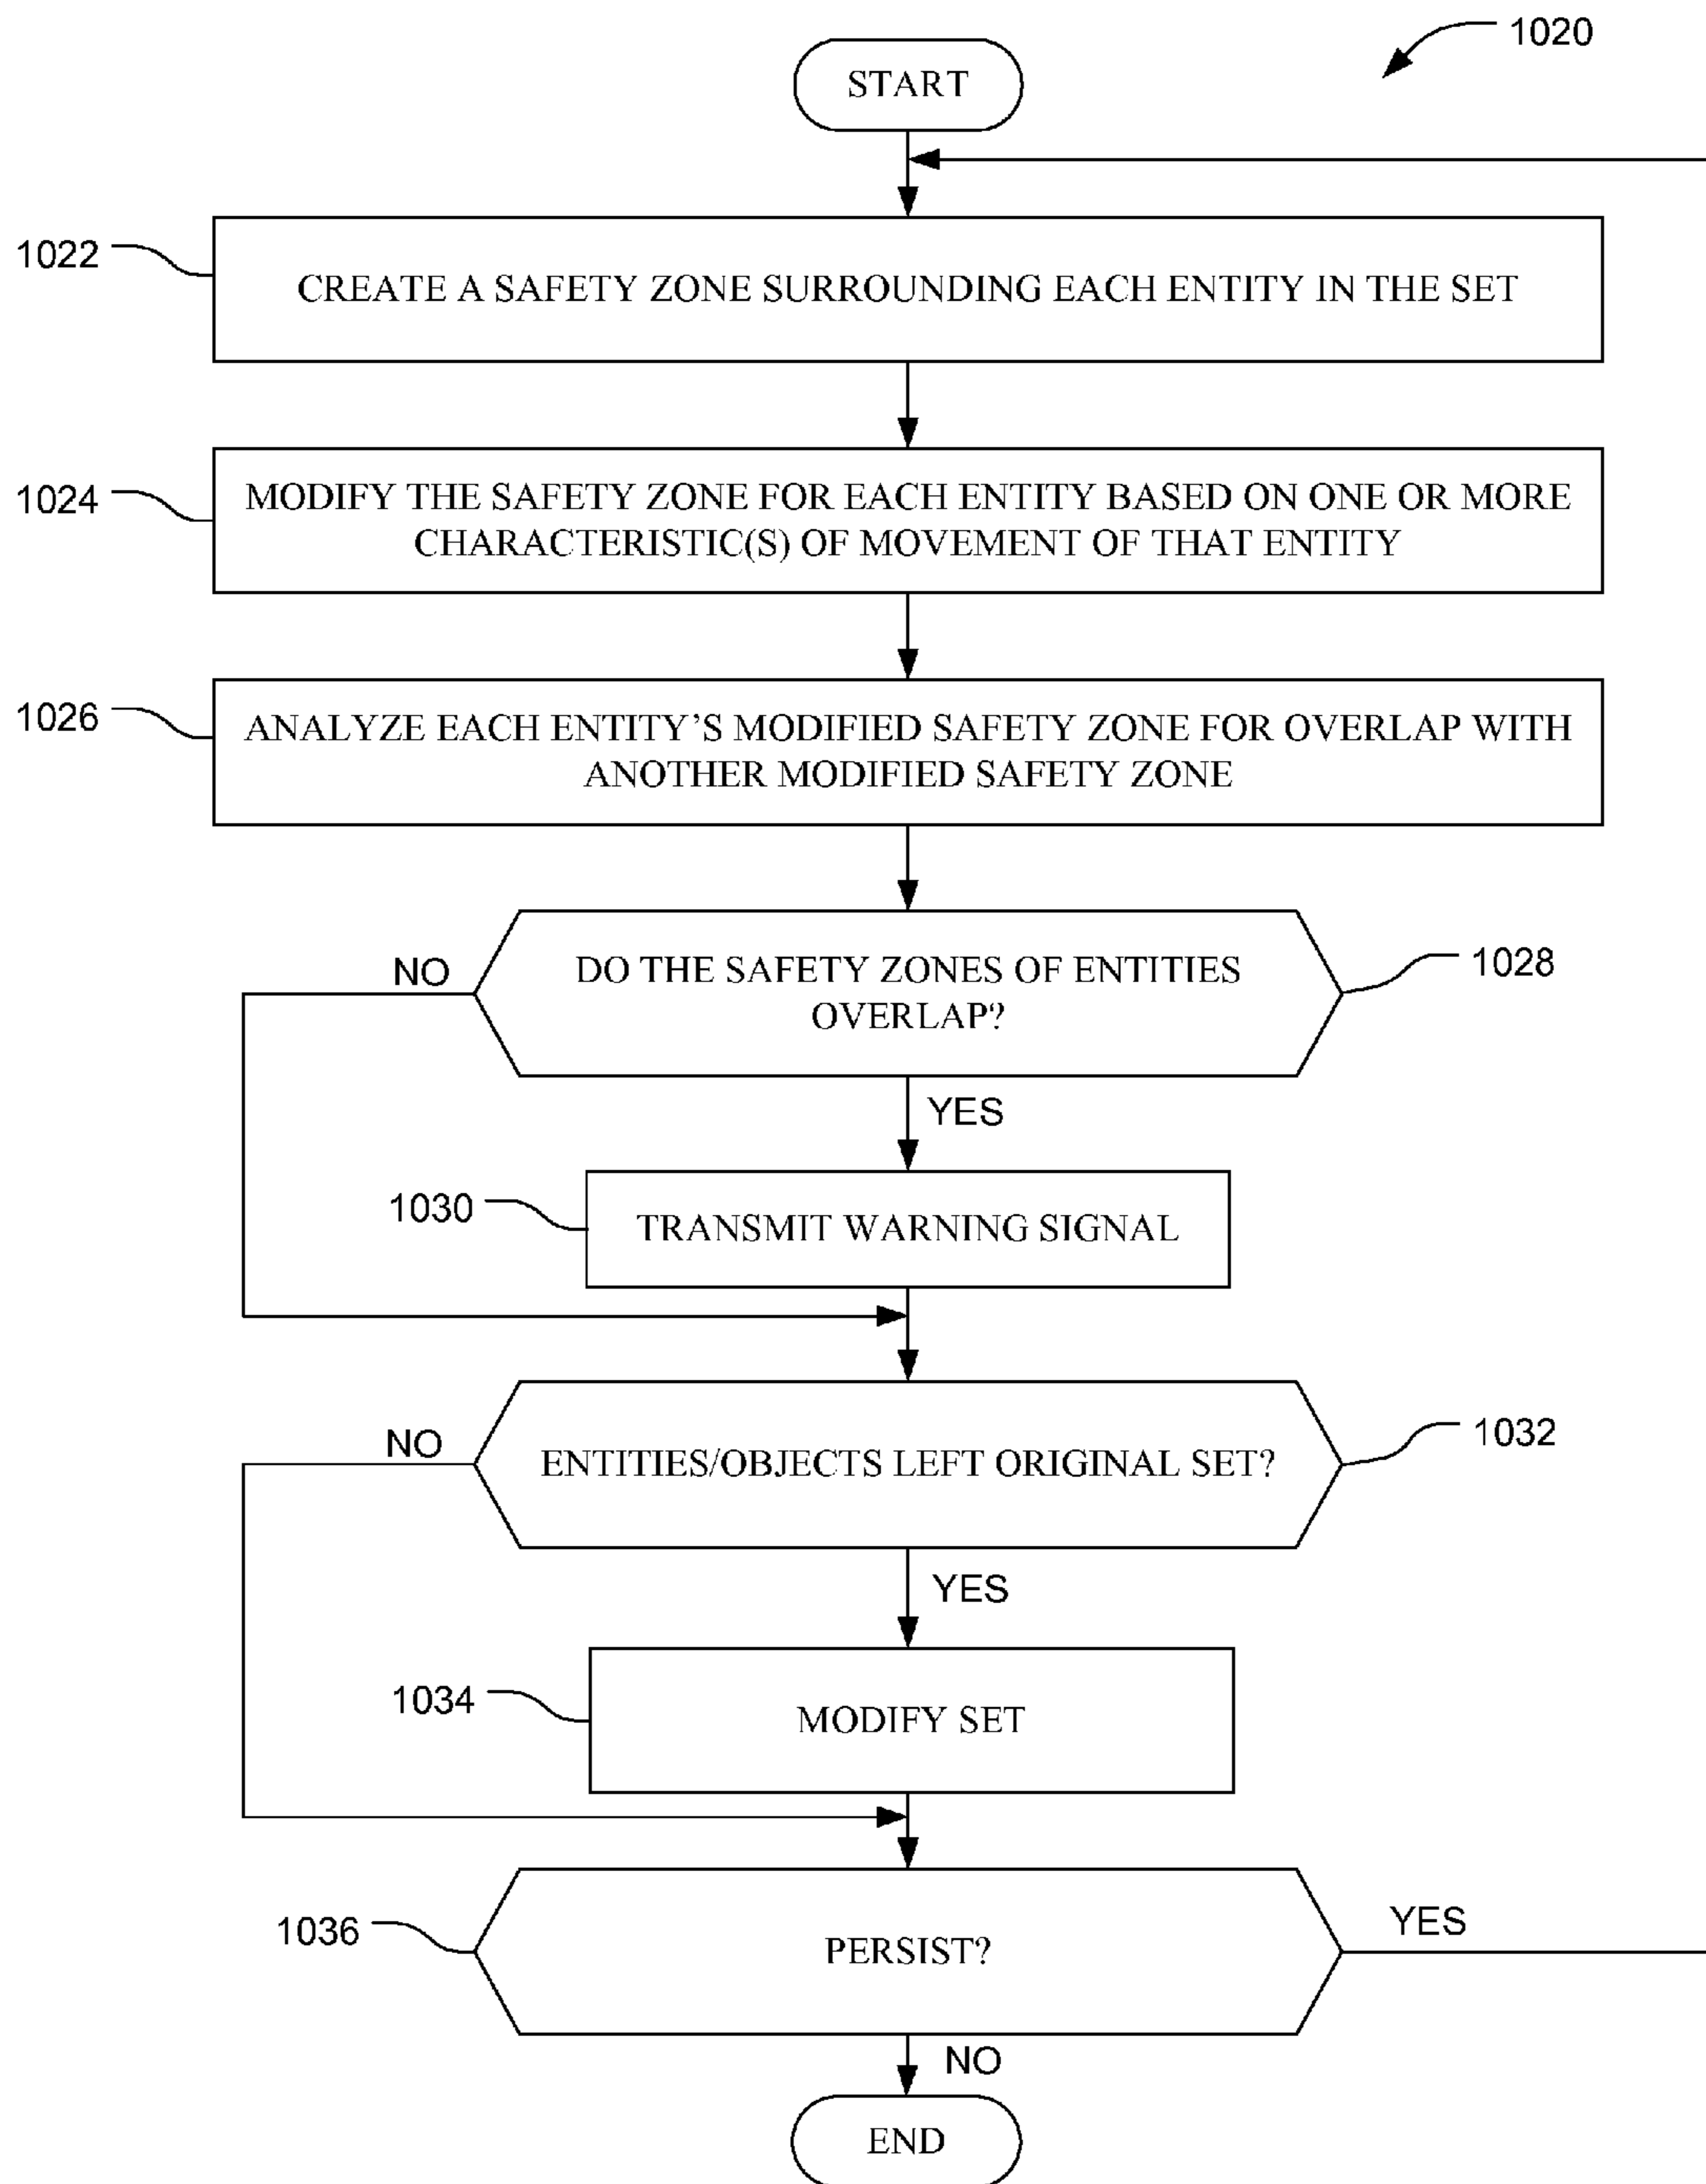 1020
START
1022
CREATE A SAFETY ZONE SURROUNDING EACH ENTITY IN THE SET
1024
MODIFY THE SAFETY ZONE FOR EACH ENTITY BASED ON ONE OR MORE
CHARACTERISTIC(S) OF MOVEMENT OF THAT ENTITY
1026
ANALYZE EACH ENTITY’S MODIFIED SAFETY ZONE FOR OVERLAP WITH
ANOTHER MODIFIED SAFETY ZONE
NO
DO THE SAFETY ZONES OF ENTITIES
OVERLAP?
1028
YES
1030
TRANSMIT WARNING SIGNAL
NO
ENTITIES/OBJECTS LEFT ORIGINAL SET?
1032
YES
1034
MODIFY SET
1036
PERSIST?
YES
NO
END